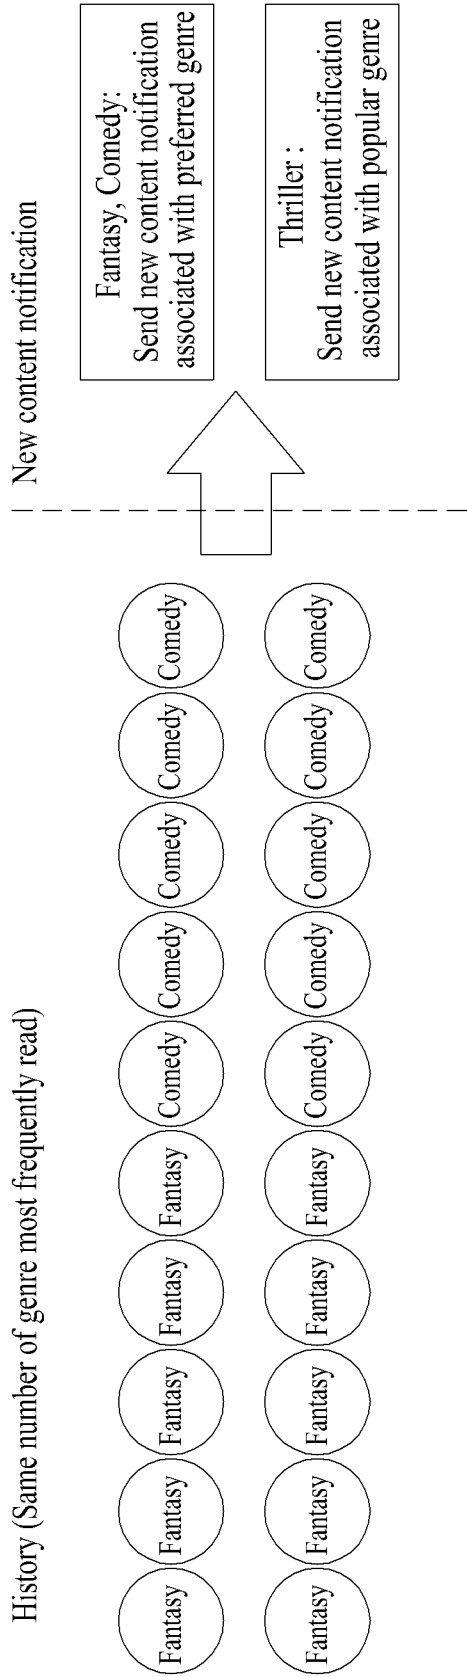 History (Same number of genre most frequently read)
New content notification
Fantasy Fantasy Fantasy Fantasy Fantasy Comedy Comedy Comedy Comedy Comedy
Fantasy Fantasy Fantasy Fantasy Fantasy Comedy Comedy Comedy Comedy Comedy
Fantasy, Comedy:
Send new content notification
associated with preferred genre
Thriller :
Send new content notification
associated with popular genre